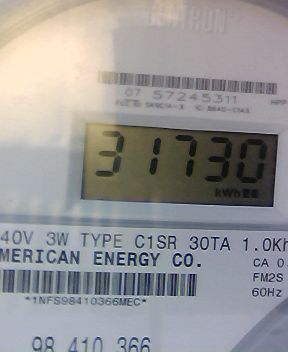 07 57245311
31730
kWh
40V 3W TYPE C1SR 30TA 1.0Kh
MERICAN ENERGY CO.
CA 0.
FM2S
60Hz
*1NFS98410366MEC*
98 410 366